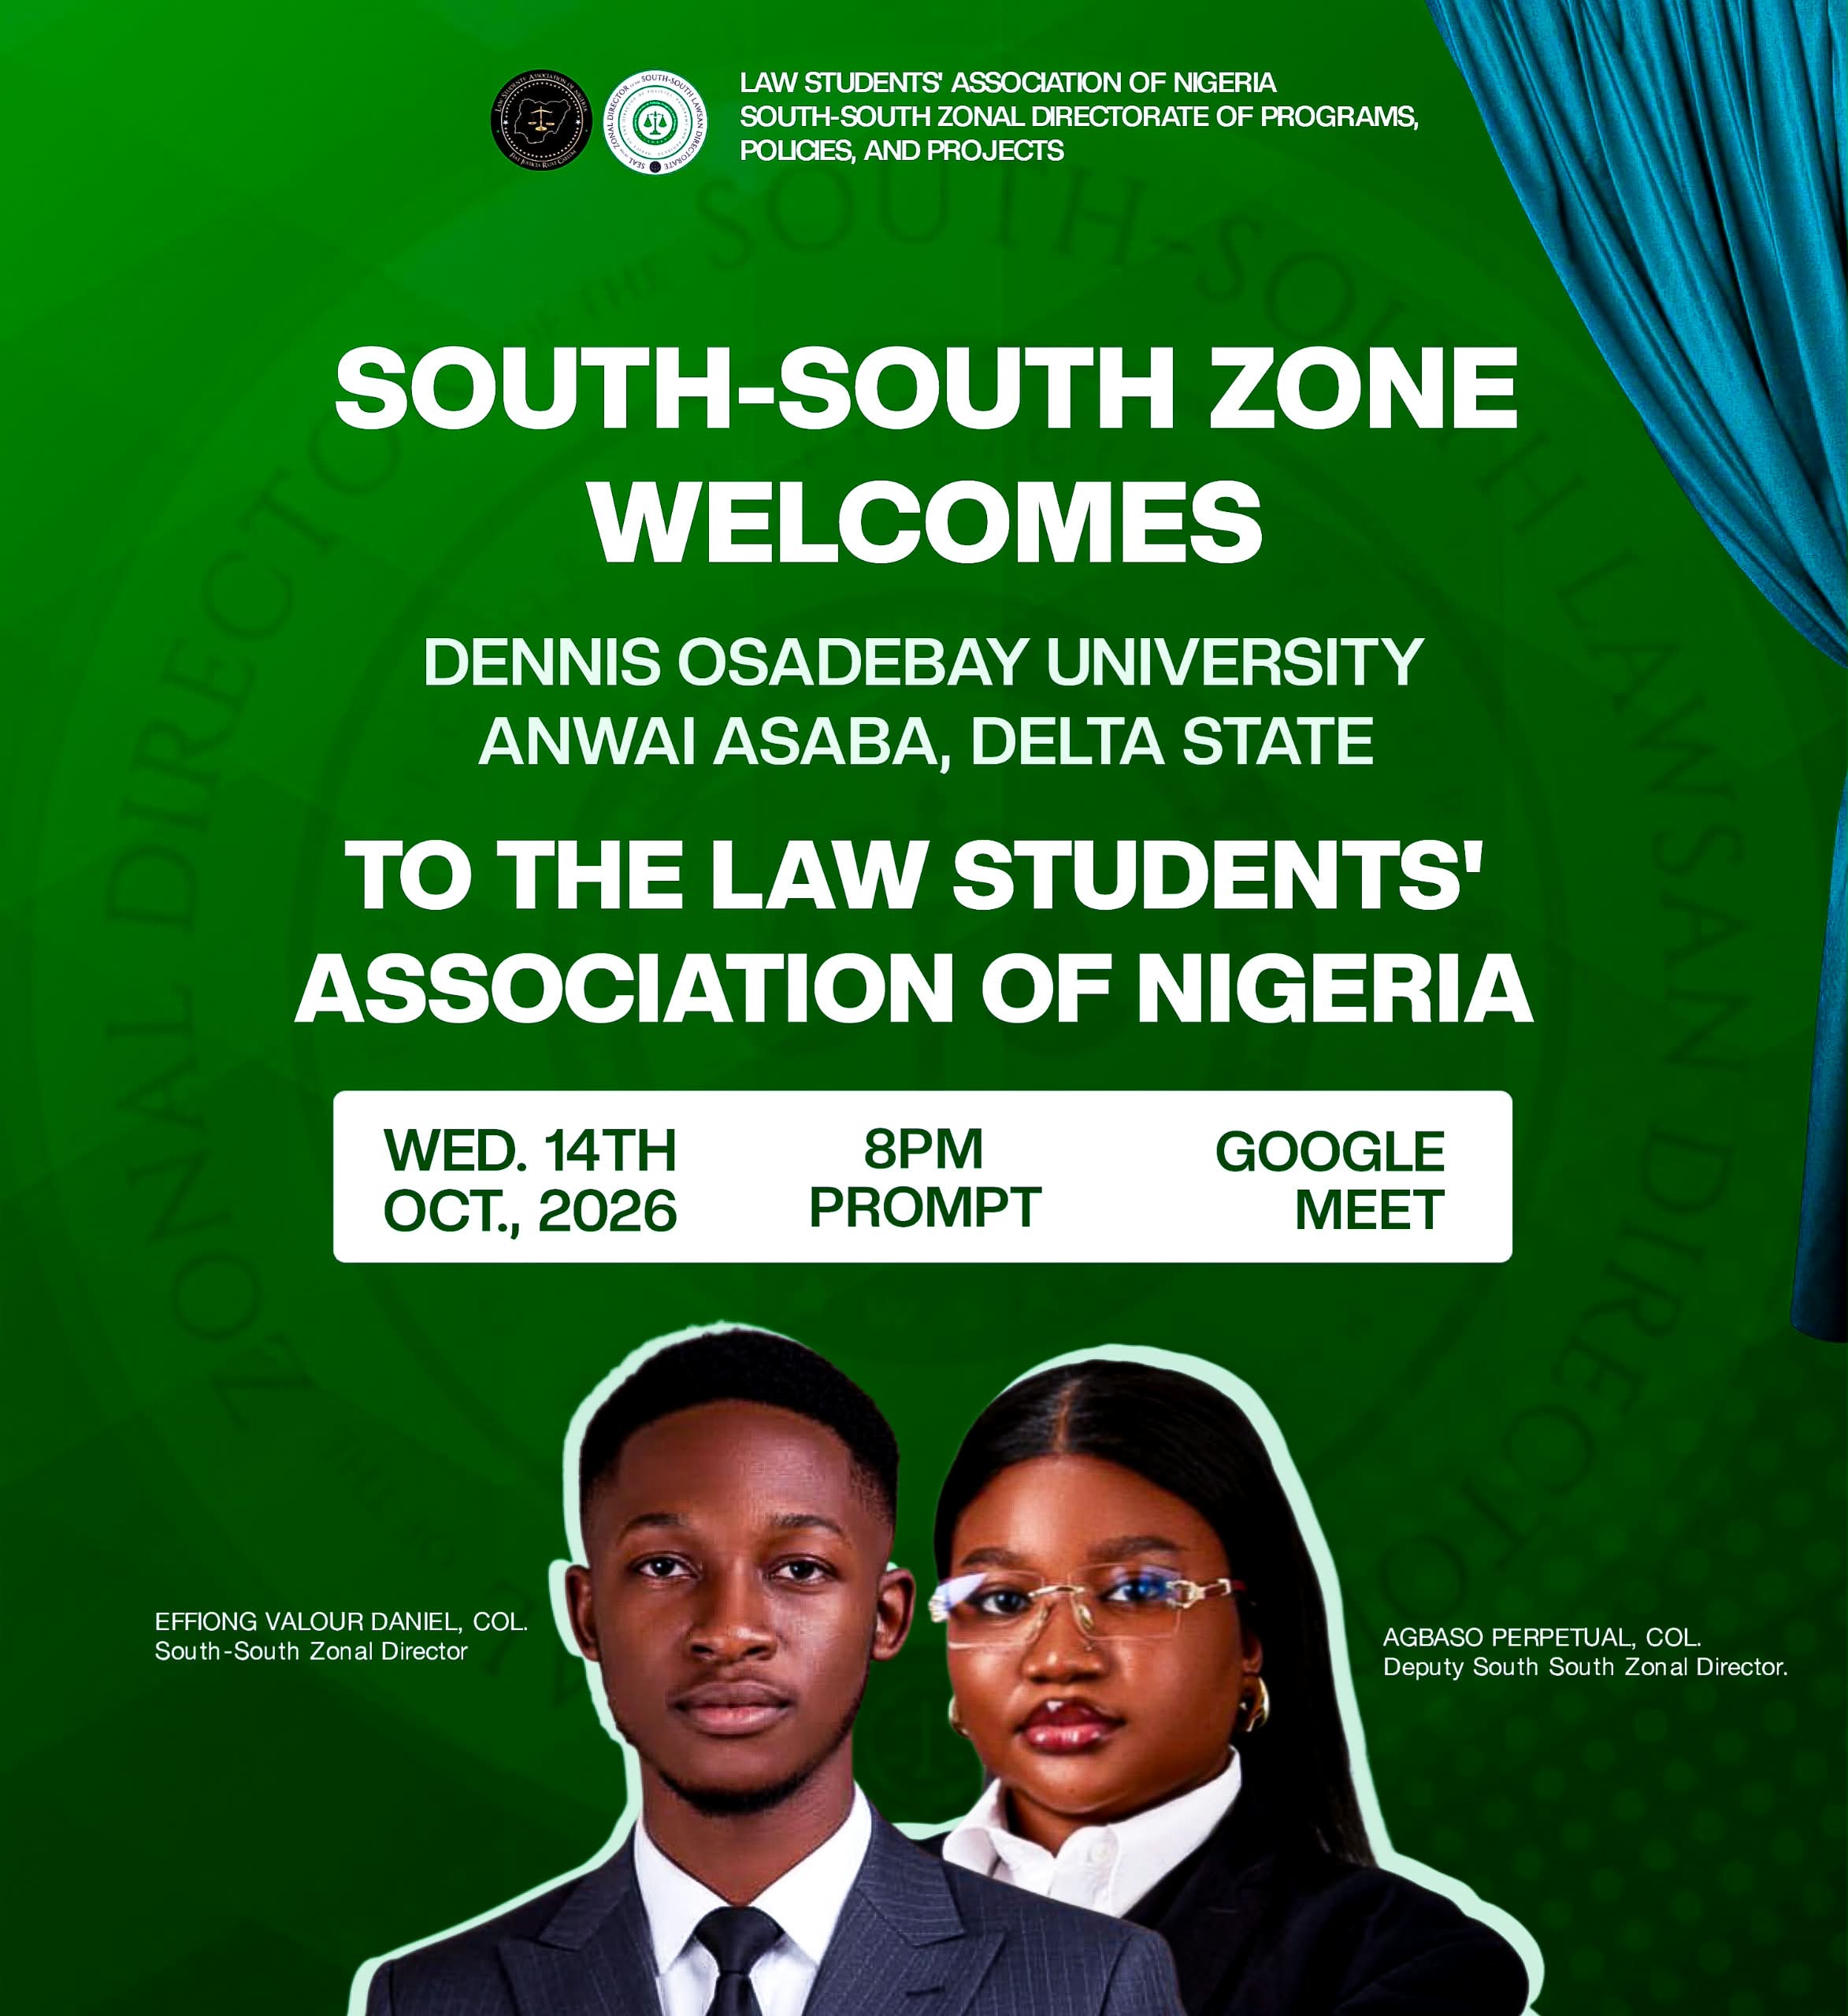 LAW STUDENTS' ASSOCIATION OF NIGERIA
SOUTH-SOUTH ZONAL DIRECTORATE OF PROGRAMS,
POLICIES, AND PROJECTS
SOUTH-SOUTH ZONE
WELCOMES
DENNIS OSADEBAY UNIVERSITY
ANWAI ASABA, DELTA STATE
TO THE LAW STUDENTS'
ASSOCIATION OF NIGERIA
WED. 14TH
OCT., 2026
8PM
PROMPT
GOOGLE
MEET
EFFIONG VALOUR DANIEL, COL.
South-South Zonal Director
AGBASO PERPETUAL, COL.
Deputy South South Zonal Director.